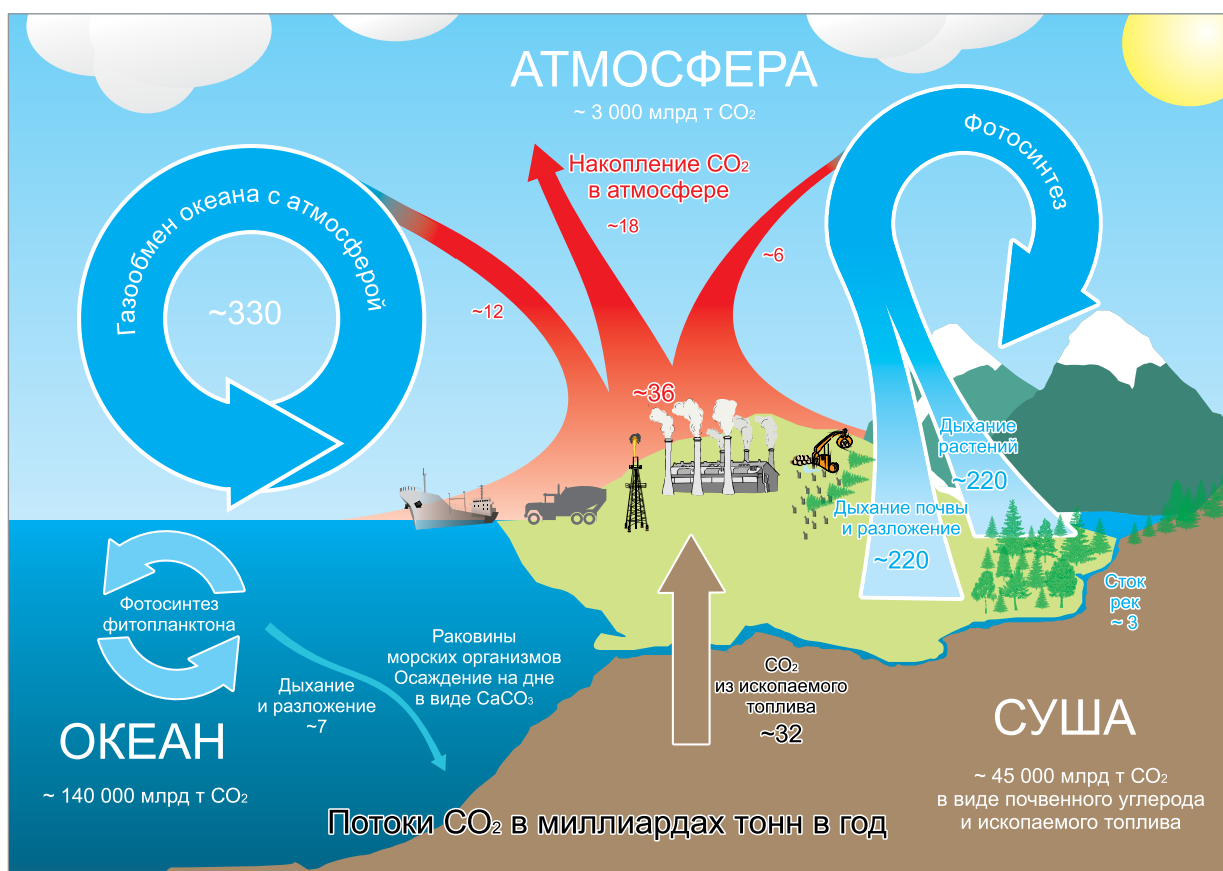 АТМОСФЕРА
~ 3 000 млрд т CO₂
Накопление CO₂
в атмосфере
~18
Фотосинтез
Газообмен океана с атмосферой
~330
~12
~6
~36
Дыхание
растений
~220
Дыхание почвы
и разложение
~220
Сток
рек
~ 3
Фотосинтез
фитопланктона
Раковины
морских организмов
Осаждение на дне
в виде CaCO₃
Дыхание
и разложение
~7
CO₂
из ископаемого
топлива
~32
ОКЕАН
~ 140 000 млрд т CO₂
СУША
~ 45 000 млрд т CO₂
в виде почвенного углерода
и ископаемого топлива
Потоки CO₂ в миллиардах тонн в год